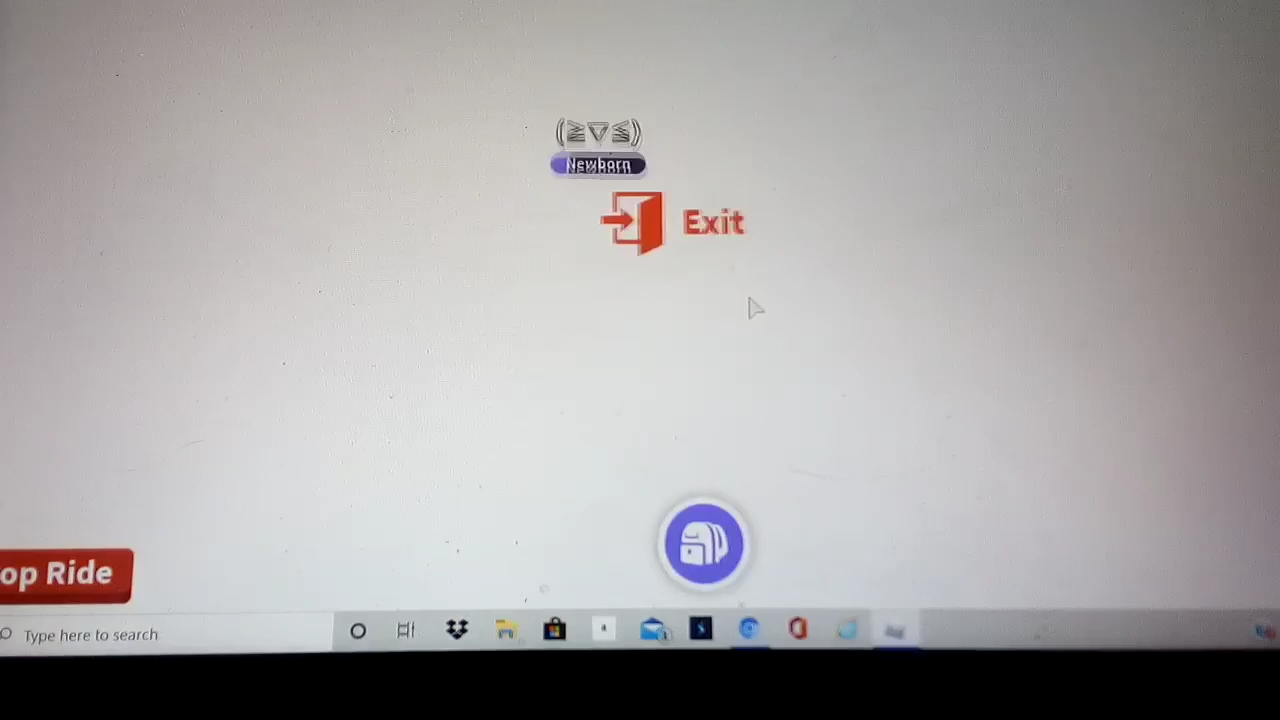 (≧▽≦)
Newborn
Exit
op Ride
Type here to search